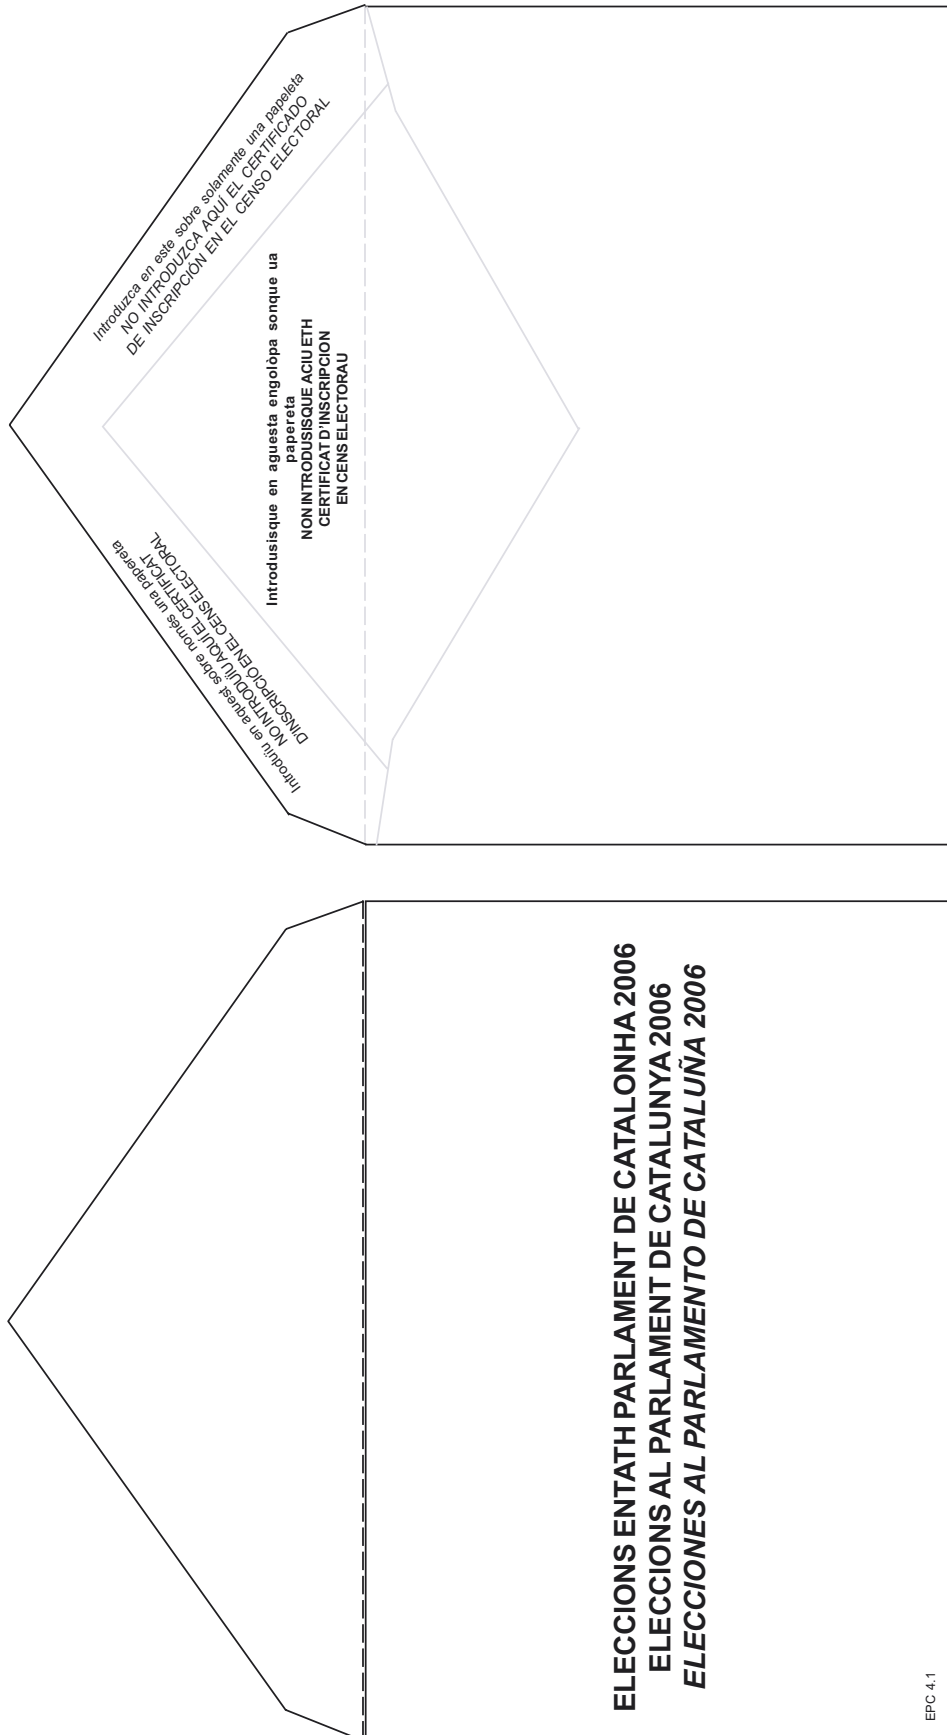 Introduïu en aquest sobre només una papereta
NO INTRODUÏU AQUÍ EL CERTIFICAT
D'INSCRIPCIÓ EN EL CENS ELECTORAL
Introdusisque en aguesta engolòpa sonque ua
papereta
NON INTRODUSISQUE ACIU ETH
CERTIFICAT D'INSCRIPCION
EN CENS ELECTORAU
Introduzca en este sobre solamente una papeleta
NO INTRODUZCA AQUÍ EL CERTIFICADO
DE INSCRIPCIÓN EN EL CENSO ELECTORAL
ELECCIONS ENTATH PARLAMENT DE CATALONHA 2006
ELECCIONS AL PARLAMENT DE CATALUNYA 2006
ELECCIONES AL PARLAMENTO DE CATALUÑA 2006
EPC 4.1